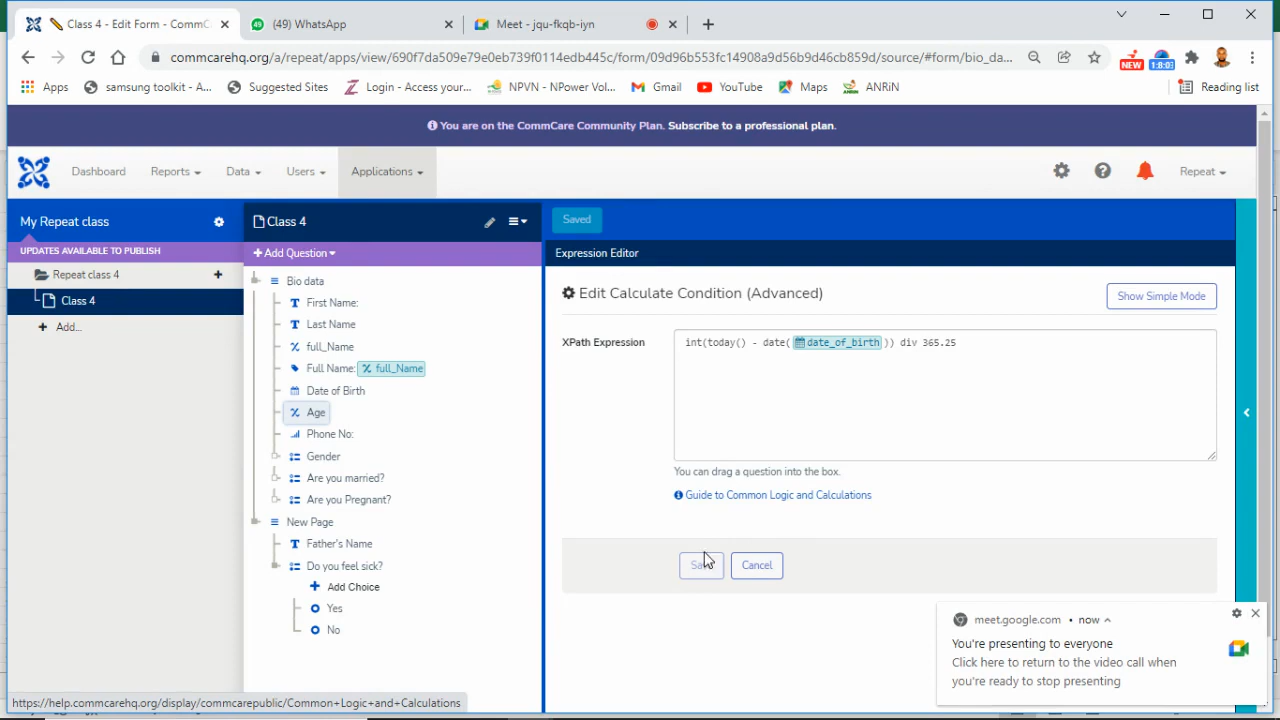 Class 4 - Edit Form - CommC
(49) WhatsApp
Meet - jqu-fkqb-iyn
commcarehq.org/a/repeat/apps/view/690f7da509e79e0eb739f0114edb445c/form/09d96b553fc14908a9d56b9d46cb859d/source/#form/bio_da...
NEW
1:8:03
Apps
samsung toolkit - A...
Suggested Sites
Login - Access your...
NPVN - NPower Vol...
Gmail
YouTube
Maps
ANRiN
Reading list
You are on the CommCare Community Plan. Subscribe to a professional plan.
Dashboard
Reports
Data
Users
Applications
Repeat
My Repeat class
UPDATES AVAILABLE TO PUBLISH
Repeat class 4
Class 4
Add...
Class 4
Add Question
Bio data
First Name:
Last Name
full_Name
Full Name: full_Name
Date of Birth
Age
Phone No:
Gender
Are you married?
Are you Pregnant?
New Page
Father's Name
Do you feel sick?
Add Choice
Yes
No
Saved
Expression Editor
Edit Calculate Condition (Advanced)
Show Simple Mode
XPath Expression
int(today() - date( date_of_birth )) div 365.25
You can drag a question into the box.
Guide to Common Logic and Calculations
Cancel
meet.google.com • now
You're presenting to everyone
Click here to return to the video call when
you're ready to stop presenting
https://help.commcarehq.org/display/commcarepublic/Common+Logic+and+Calculations